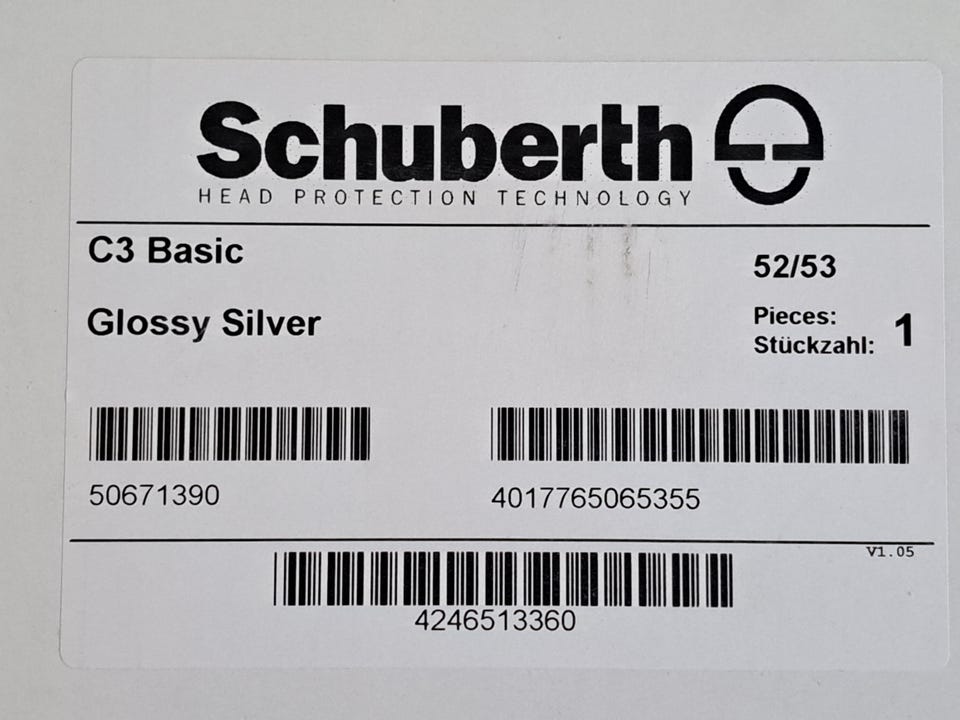 Schuberth
HEAD PROTECTION TECHNOLOGY
C3 Basic
52/53
Glossy Silver
Pieces:
Stückzahl: 1
50671390
4017765065355
V1.05
4246513360